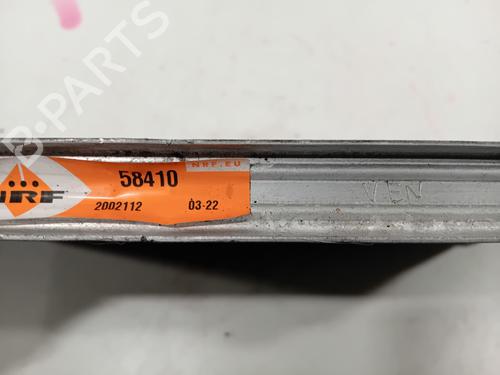 NRF.EU
58410
NRF
2002112
03-22
VEN
B-PARTS